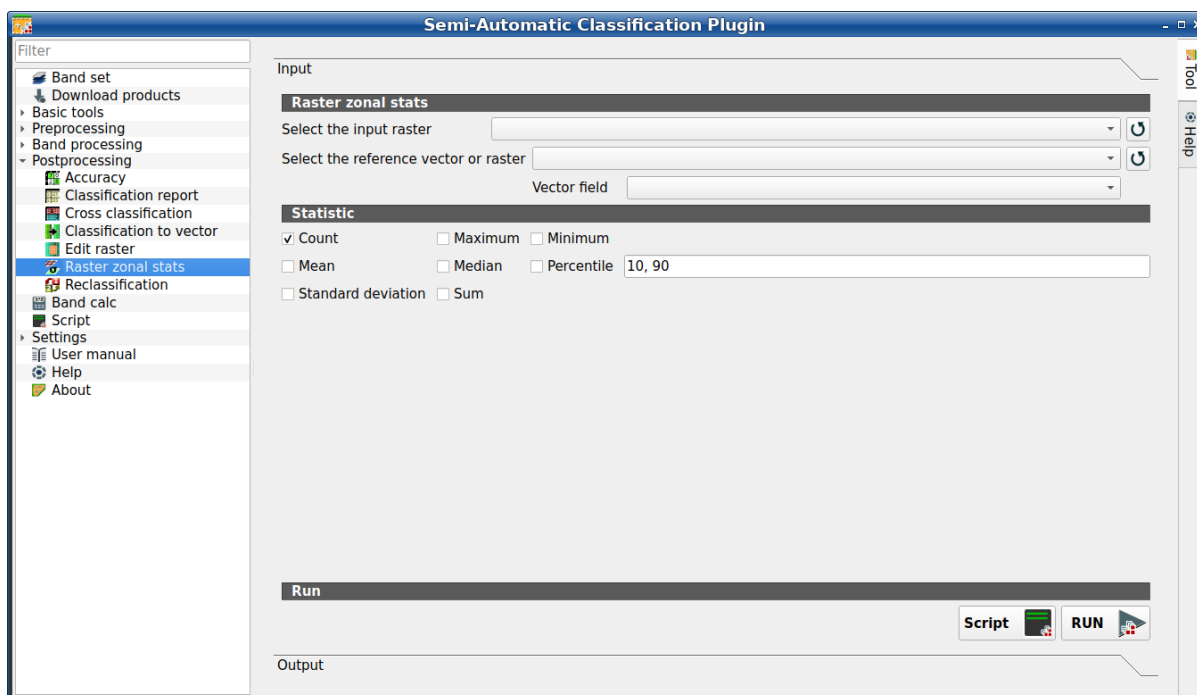 Semi-Automatic Classification Plugin
Filter
Band set
Download products
Basic tools
Preprocessing
Band processing
Postprocessing
Accuracy
Classification report
Cross classification
Classification to vector
Edit raster
Raster zonal stats
Reclassification
Band calc
Script
Settings
User manual
Help
About
Input
Raster zonal stats
Select the input raster
Select the reference vector or raster
Vector field
Statistic
Count Maximum Minimum
Mean Median Percentile 10, 90
Standard deviation Sum
Run
Script RUN
Output
Tool
Help